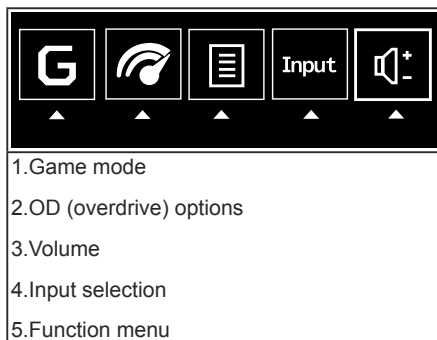 G
Input
1.Game mode
2.OD (overdrive) options
3.Volume
4.Input selection
5.Function menu